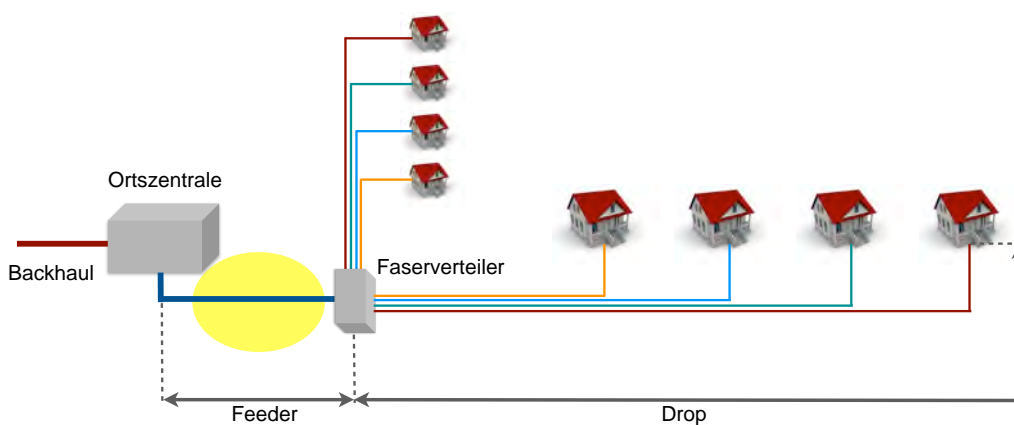 Ortszentrale
Backhaul
Faserverteiler
Feeder
Drop